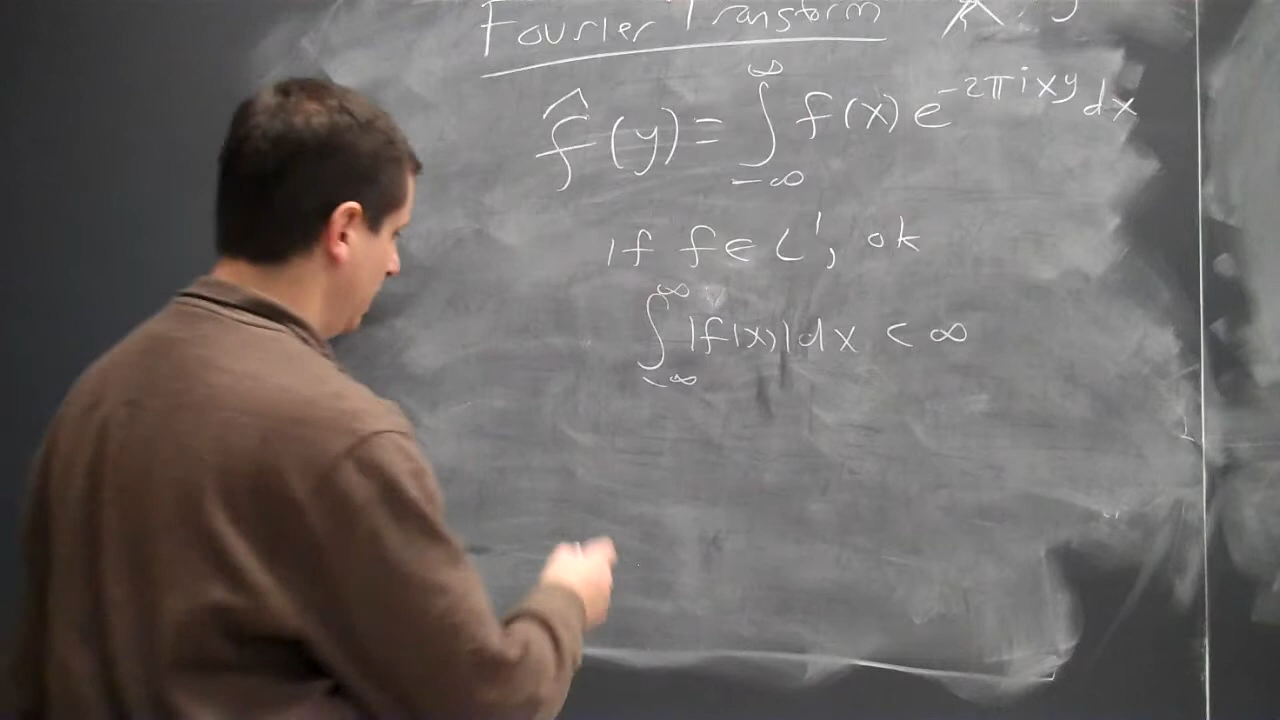 Fourier Transform
f̂(y) = ∫_{-∞}^{∞} f(x) e^{-2πixy} dx
If f ∈ L¹, ok
∫_{-∞}^{∞} |f(x)| dx < ∞